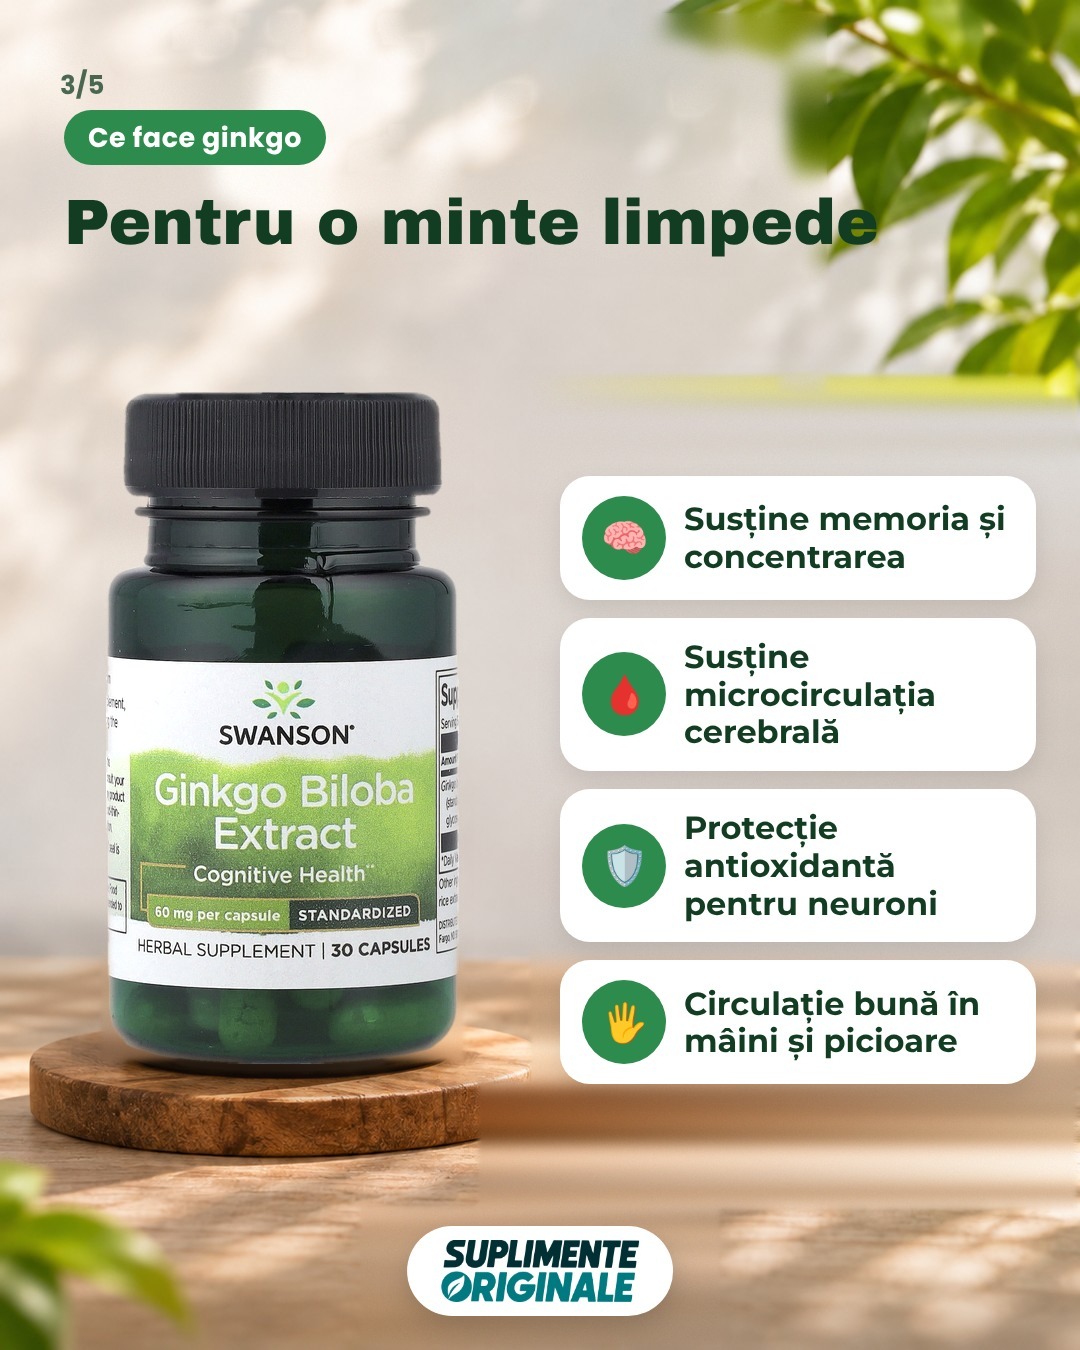 3/5
Ce face ginkgo
Pentru o minte limpede
SWANSON
Ginkgo Biloba
Extract
Cognitive Health**
60 mg per capsule STANDARDIZED
HERBAL SUPPLEMENT | 30 CAPSULES
Susține memoria și
concentrarea
Susține
microcirculația
cerebrală
Protecție
antioxidantă
pentru neuroni
Circulație bună în
mâini și picioare
SUPLIMENTE
ORIGINALE